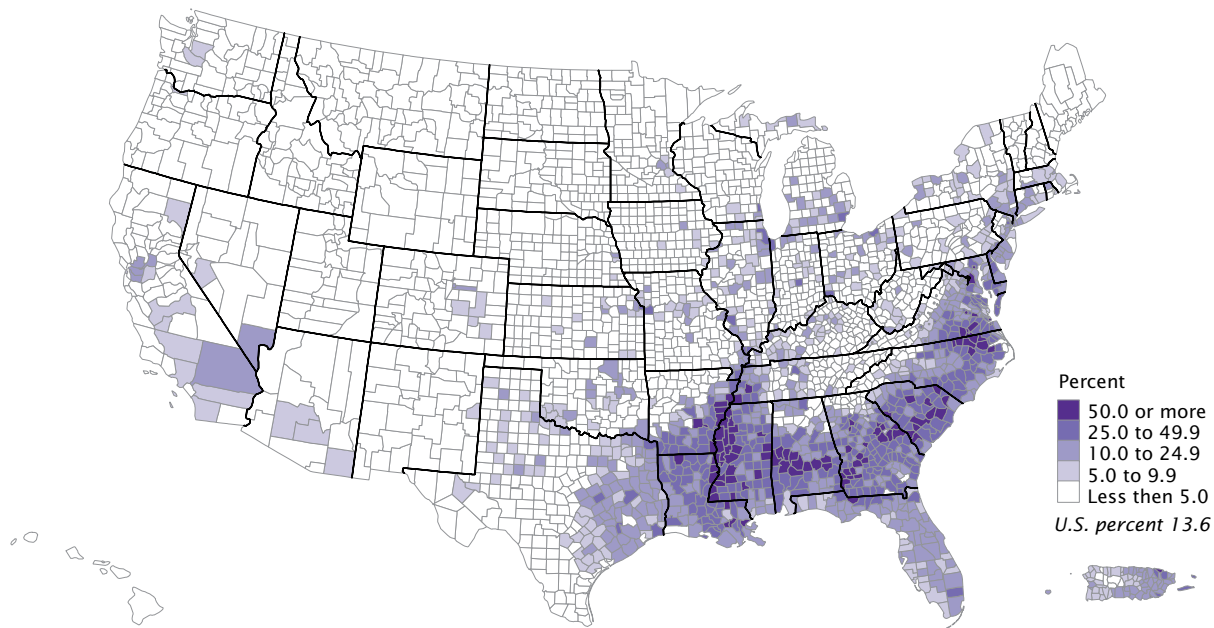 Percent
50.0 or more
25.0 to 49.9
10.0 to 24.9
5.0 to 9.9
Less then 5.0
U.S. percent 13.6